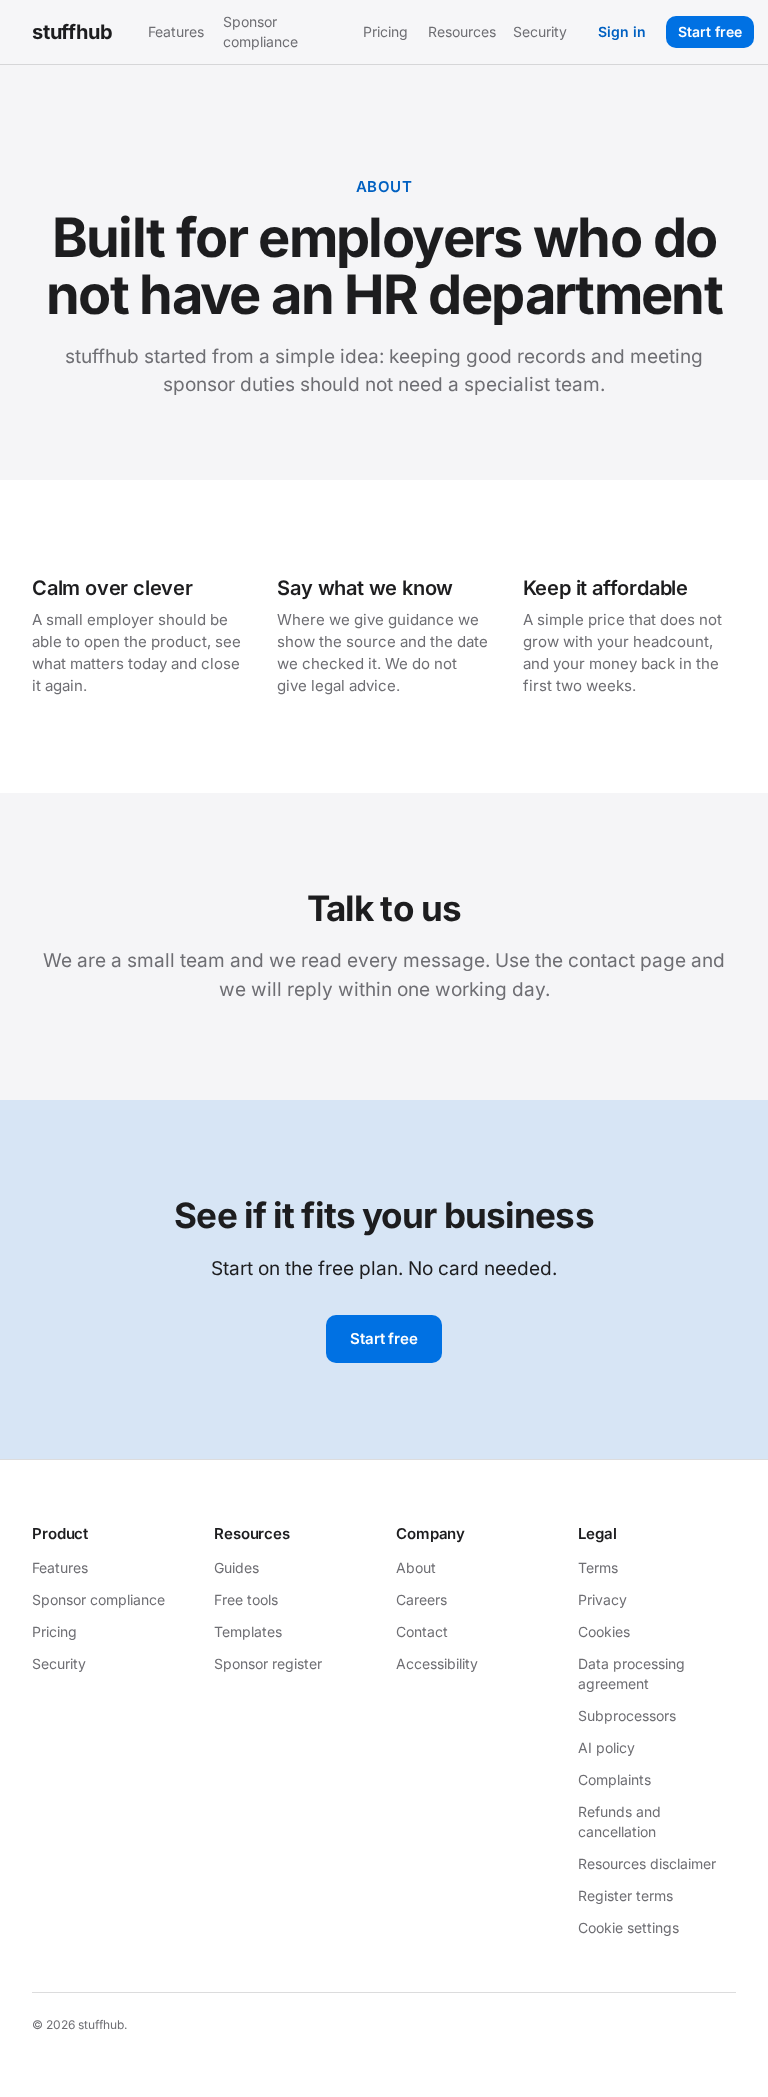 stuffhub
Features
Sponsor
compliance
Pricing
Resources
Security
Sign in
Start free
ABOUT
Built for employers who do
not have an HR department
stuffhub started from a simple idea: keeping good records and meeting
sponsor duties should not need a specialist team.
Calm over clever
A small employer should be
able to open the product, see
what matters today and close
it again.
Say what we know
Where we give guidance we
show the source and the date
we checked it. We do not
give legal advice.
Keep it affordable
A simple price that does not
grow with your headcount,
and your money back in the
first two weeks.
Talk to us
We are a small team and we read every message. Use the contact page and
we will reply within one working day.
See if it fits your business
Start on the free plan. No card needed.
Start free
Product
Features
Sponsor compliance
Pricing
Security
Resources
Guides
Free tools
Templates
Sponsor register
Company
About
Careers
Contact
Accessibility
Legal
Terms
Privacy
Cookies
Data processing
agreement
Subprocessors
AI policy
Complaints
Refunds and
cancellation
Resources disclaimer
Register terms
Cookie settings
© 2026 stuffhub.